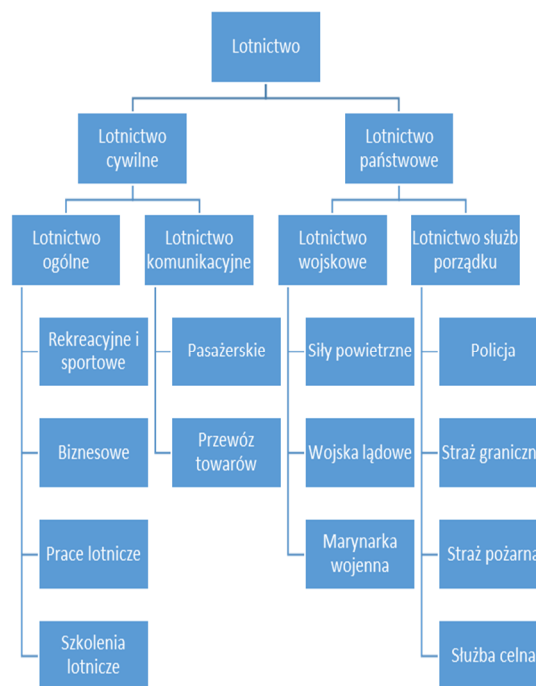 Lotnictwo
Lotnictwo
cywilne
Lotnictwo
państwowe
Lotnictwo
ogólne
Lotnictwo
komunikacyjne
Lotnictwo
wojskowe
Lotnictwo służb
porządku
Rekreacyjne i
sportowe
Pasażerskie
Siły powietrzne
Policja
Biznesowe
Przewóz
towarów
Wojska lądowe
Straż graniczn
Prace lotnicze
Marynarka
wojenna
Straż pożarna
Szkolenia
lotnicze
Służba celna